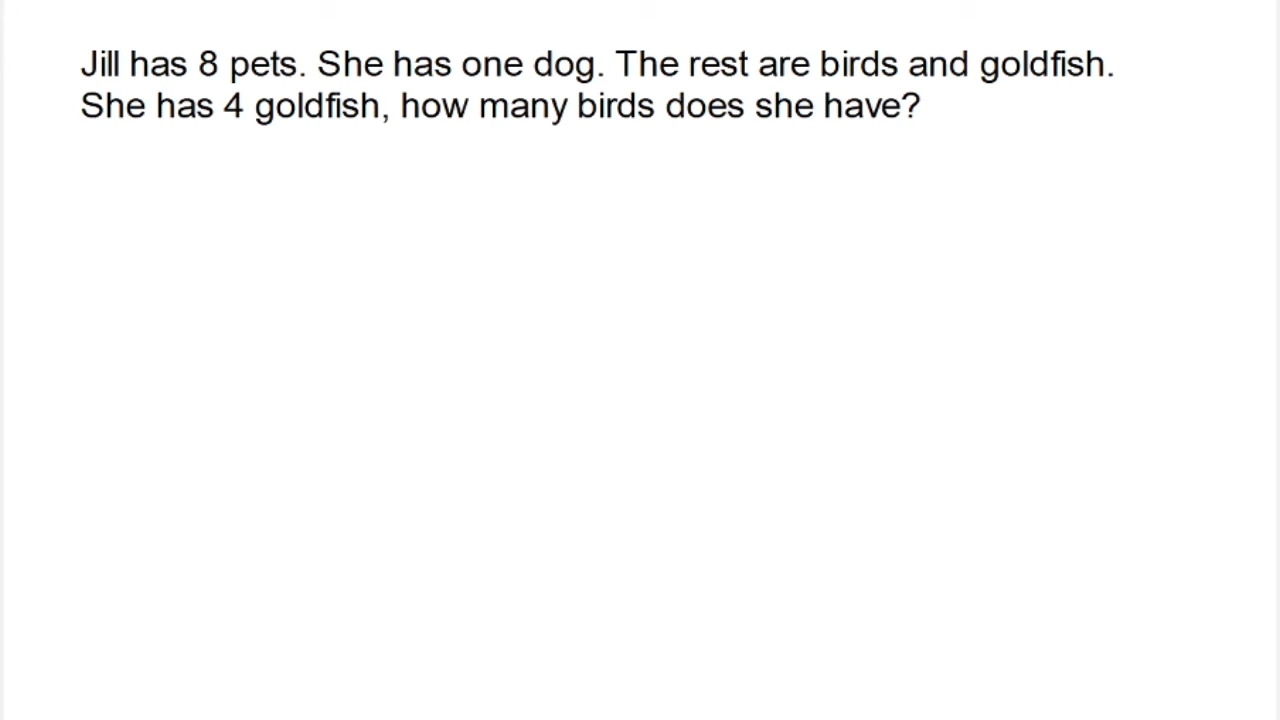 Jill has 8 pets. She has one dog. The rest are birds and goldfish.
She has 4 goldfish, how many birds does she have?